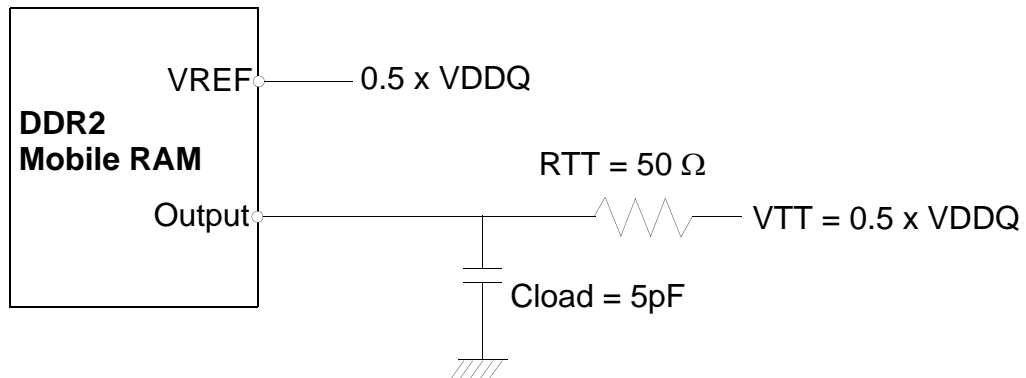 VREF
0.5 x VDDQ
DDR2
Mobile RAM
RTT = 50 Ω
Output
VTT = 0.5 x VDDQ
Cload = 5pF